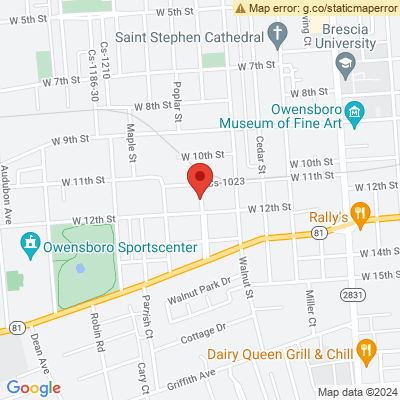 Map error: g.co/staticmaperror
W 5th St
W 5th St
Saint Stephen Cathedral
Brescia
University
ving Ct
Cs-1210
Cs-1186-30
W 7th St
W 7th St
W 8th St
W 8th St
Poplar St
Owensboro
Museum of Fine Art
Maple St
W 9th St
Cedar St
W 10th St
W 10th St
Audubon Ave
W 11th St
Cs-1023
W 11th St
W 12th St
W 12th St
W 12th St
Rally's
81
Owensboro Sportscenter
W 14th St
Walnut St
W 15th St
Walnut Park Dr
Miller Ct
2831
Parrish Ct
Robin Rd
81
Dean Ave
Cottage Dr
Dairy Queen Grill & Chill
Cary Ct
Griffith Ave
Google
Map data ©2024